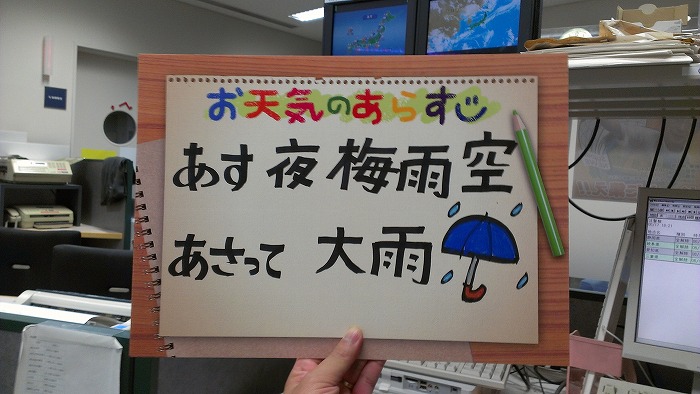 お天気のあらすじ
あす夜 梅雨空
あさって 大雨